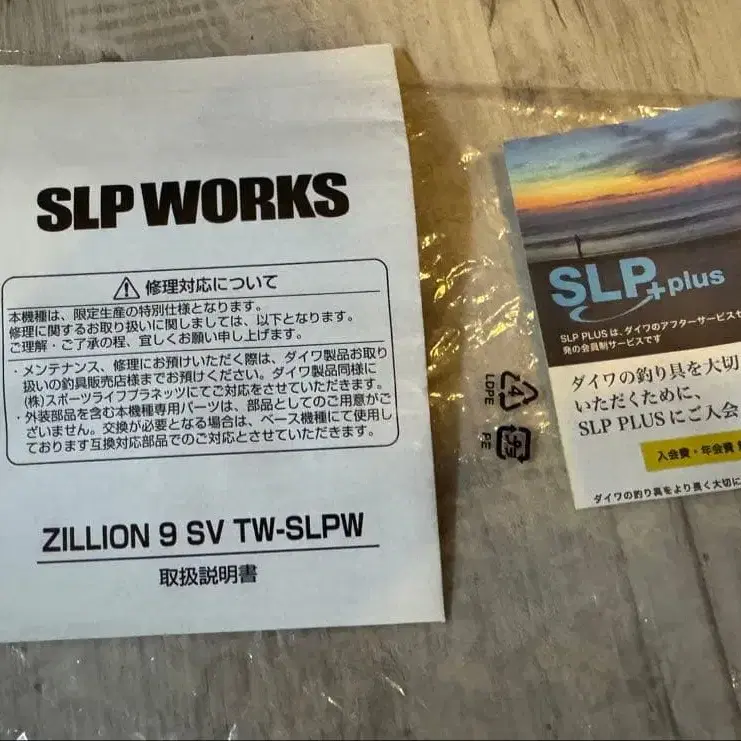 SLP WORKS
修理対応について
本機種は、限定生産の特別仕様となります。
修理に関するお取り扱いに関しましては、以下となります。
ご理解・ご了承の程、宜しくお願い申し上げます。
・メンテナンス、修理にお預けいただく際は、ダイワ製品お取り
扱いの釣具販売店様までお預けください。ダイワ製品同様に
(株)スポーツライフプラネッツにてご対応をさせていただきます。
・外装部品を含む本機種専用パーツは、部品としてのご用意がご
ざいません。交換が必要となる場合は、ベース機種にて使用し
ております互換対応部品でのご対応とさせていただきます。
ZILLION 9 SV TW-SLPW
取扱説明書
4
LDPE
プラ
PE
SLP+plus
SLP PLUS は、ダイワのアフターサービス
発の会員制サービスです
ダイワの釣り具を大切
いただくために、
SLP PLUS にご入会
入会費・年会費
ダイワの釣り具をより長く大切に